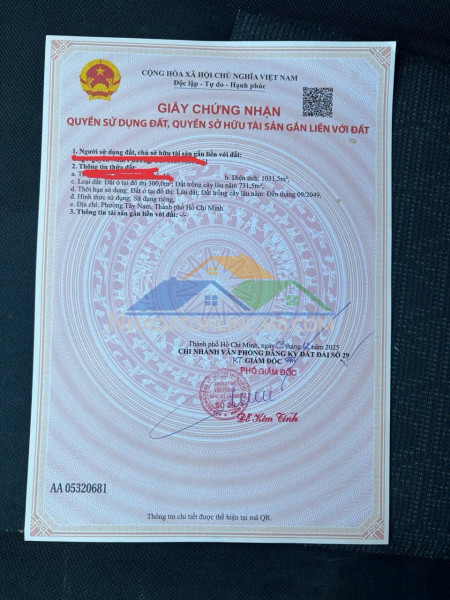 CỘNG HÒA XÃ HỘI CHỦ NGHĨA VIỆT NAM
Độc lập - Tự do - Hạnh phúc
GIẤY CHỨNG NHẬN
QUYỀN SỬ DỤNG ĐẤT, QUYỀN SỞ HỮU TÀI SẢN GẮN LIỀN VỚI ĐẤT
1. Người sử dụng đất, chủ sở hữu tài sản gắn liền với đất:
2. Thông tin thửa đất:
b. Diện tích: 1031,5m²,
c. Loại đất: Đất ở tại đô thị 300,0m²; Đất trồng cây lâu năm 731,5m²,
d. Thời hạn sử dụng: Đất ở tại đô thị: Lâu dài; Đất trồng cây lâu năm: Đến tháng 09/2049,
đ. Hình thức sử dụng: Sử dụng riêng,
e. Địa chỉ: Phường Tây Nam, Thành phố Hồ Chí Minh.
3. Thông tin tài sản gắn liền với đất: -/-
Thành phố Hồ Chí Minh, ngày tháng năm 2025
CHI NHÁNH VĂN PHÒNG ĐĂNG KÝ ĐẤT ĐAI SỐ 29
KT GIÁM ĐỐC
PHÓ GIÁM ĐỐC
Lê Kim Tính
AA 05320681
Thông tin chi tiết được thể hiện tại mã QR.